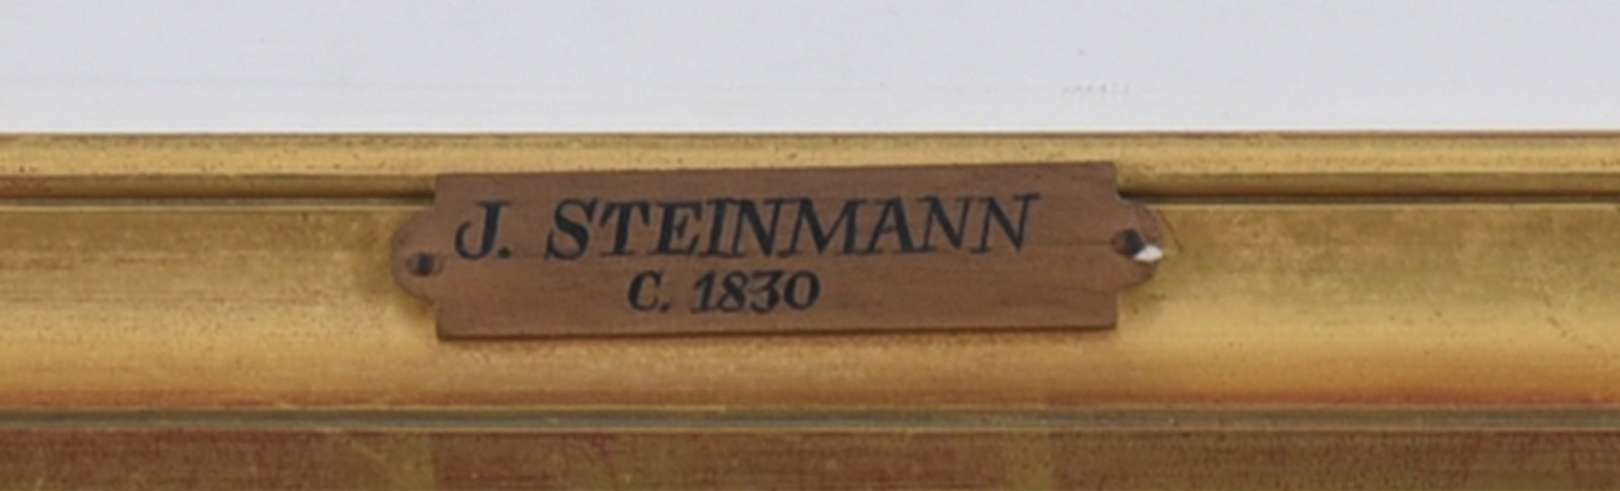 J. STEINMANN
C. 1830